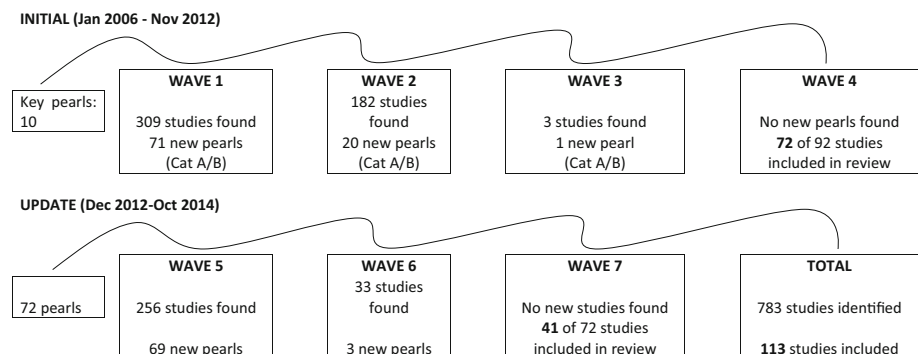 INITIAL (Jan 2006 - Nov 2012)
Key pearls:
10
WAVE 1
309 studies found
71 new pearls
(Cat A/B)
WAVE 2
182 studies
found
20 new pearls
(Cat A/B)
WAVE 3
3 studies found
1 new pearl
(Cat A/B)
WAVE 4
No new pearls found
72 of 92 studies
included in review
UPDATE (Dec 2012-Oct 2014)
72 pearls
WAVE 5
256 studies found
69 new pearls
WAVE 6
33 studies
found
3 new pearls
WAVE 7
No new studies found
41 of 72 studies
included in review
TOTAL
783 studies identified
113 studies included